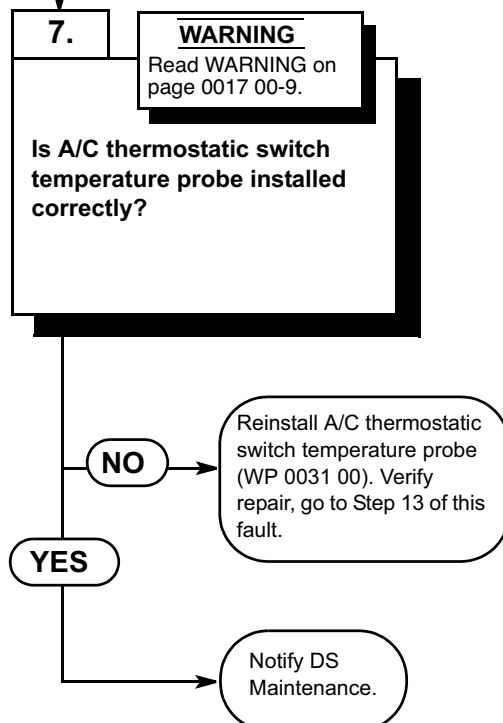 7.
WARNING
Read WARNING on
page 0017 00-9.
Is A/C thermostatic switch
temperature probe installed
correctly?
NO
Reinstall A/C thermostatic
switch temperature probe
(WP 0031 00). Verify
repair, go to Step 13 of this
fault.
YES
Notify DS
Maintenance.